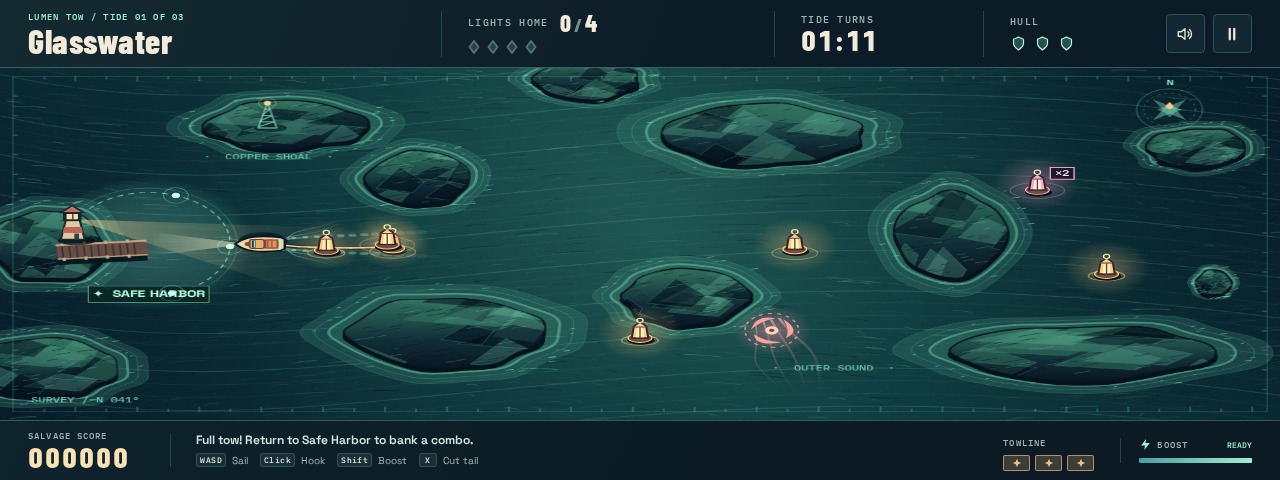 LUMEN TOW / TIDE 01 OF 03
Glasswater
LIGHTS HOME 0/4
TIDE TURNS
01:11
HULL
N
COPPER SHOAL
×2
SAFE HARBOR
OUTER SOUND
SURVEY /—N 041°
SALVAGE SCORE
000000
Full tow! Return to Safe Harbor to bank a combo.
WASD Sail Click Hook Shift Boost X Cut tail
TOWLINE
BOOST READY